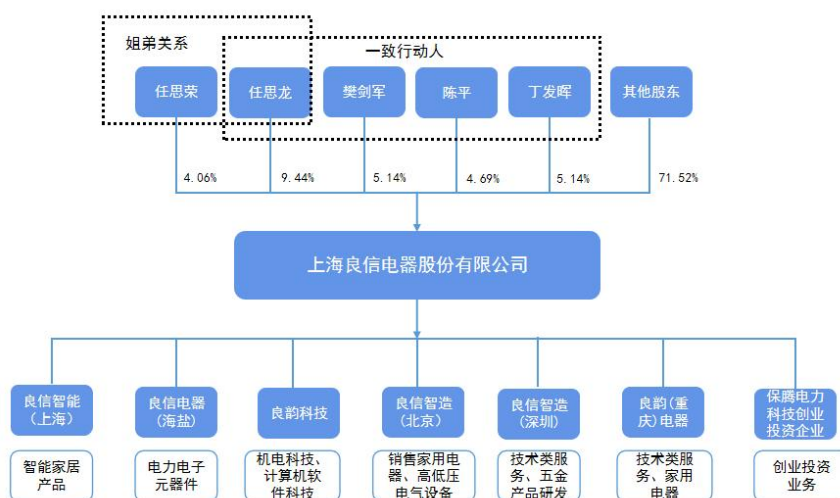 姐弟关系
一致行动人
任思荣
任思龙
樊剑军
陈平
丁发晖
其他股东
4.06%
9.44%
5.14%
4.69%
5.14%
71.52%
上海良信电器股份有限公司
良信智能
（上海）
良信电器
(海盐)
良韵科技
良信智造
（北京）
良信智造
（深圳）
良韵(重
庆)电器
保腾电力
科技创业
投资企业
智能家居
产品
电力电子
元器件
机电科技、
计算机软
件科技
销售家用电
器、高低压
电气设备
技术类服
务、五金
产品研发
技术类服
务、家用
电器
创业投资
业务